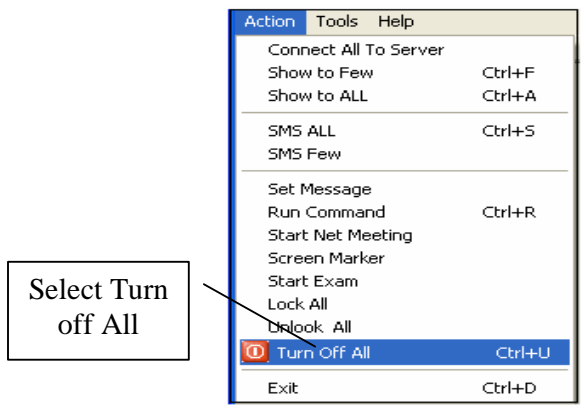 Action Tools Help
Connect All To Server
Show to Few Ctrl+F
Show to ALL Ctrl+A
SMS ALL Ctrl+S
SMS Few
Set Message
Run Command Ctrl+R
Start Net Meeting
Screen Marker
Start Exam
Lock All
Unlook All
Turn Off All Ctrl+U
Exit Ctrl+D
Select Turn
off All